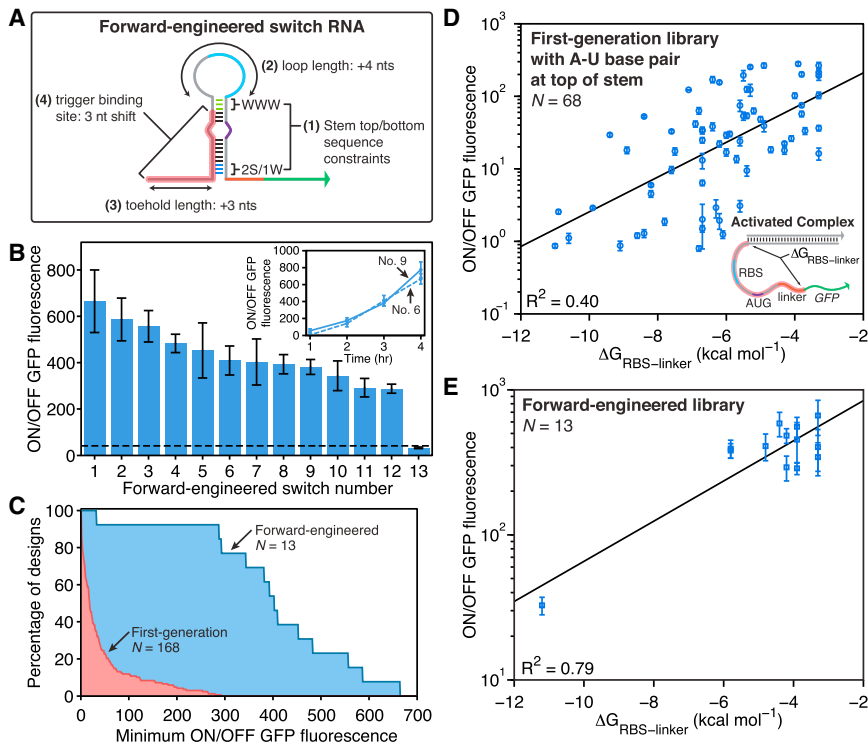 A
Forward-engineered switch RNA
(2) loop length: +4 nts
(4) trigger binding
site: 3 nt shift
WWW
(1) Stem top/bottom
sequence
constraints
2S/1W
(3) toehold length: +3 nts
B
ON/OFF GFP fluorescence
800
600
400
200
0
1 2 3 4 5 6 7 8 9 10 11 12 13
Forward-engineered switch number
ON/OFF GFP
fluorescence
1000
800
600
400
200
0
No. 9
No. 6
1 2 3 4
Time (hr)
C
Percentage of designs
100
80
60
40
20
0
Forward-engineered
N = 13
First-generation
N = 168
0 100 200 300 400 500 600 700
Minimum ON/OFF GFP fluorescence
D
ON/OFF GFP fluorescence
10³
10²
10¹
10⁰
10⁻¹
First-generation library
with A-U base pair
at top of stem
N = 68
Activated Complex
ΔG_RBS−linker
RBS
AUG
linker
GFP
R² = 0.40
−12 −10 −8 −6 −4 −2
ΔG_RBS−linker (kcal mol⁻¹)
E
ON/OFF GFP fluorescence
10³
10²
10¹
Forward-engineered library
N = 13
R² = 0.79
−12 −10 −8 −6 −4 −2
ΔG_RBS−linker (kcal mol⁻¹)